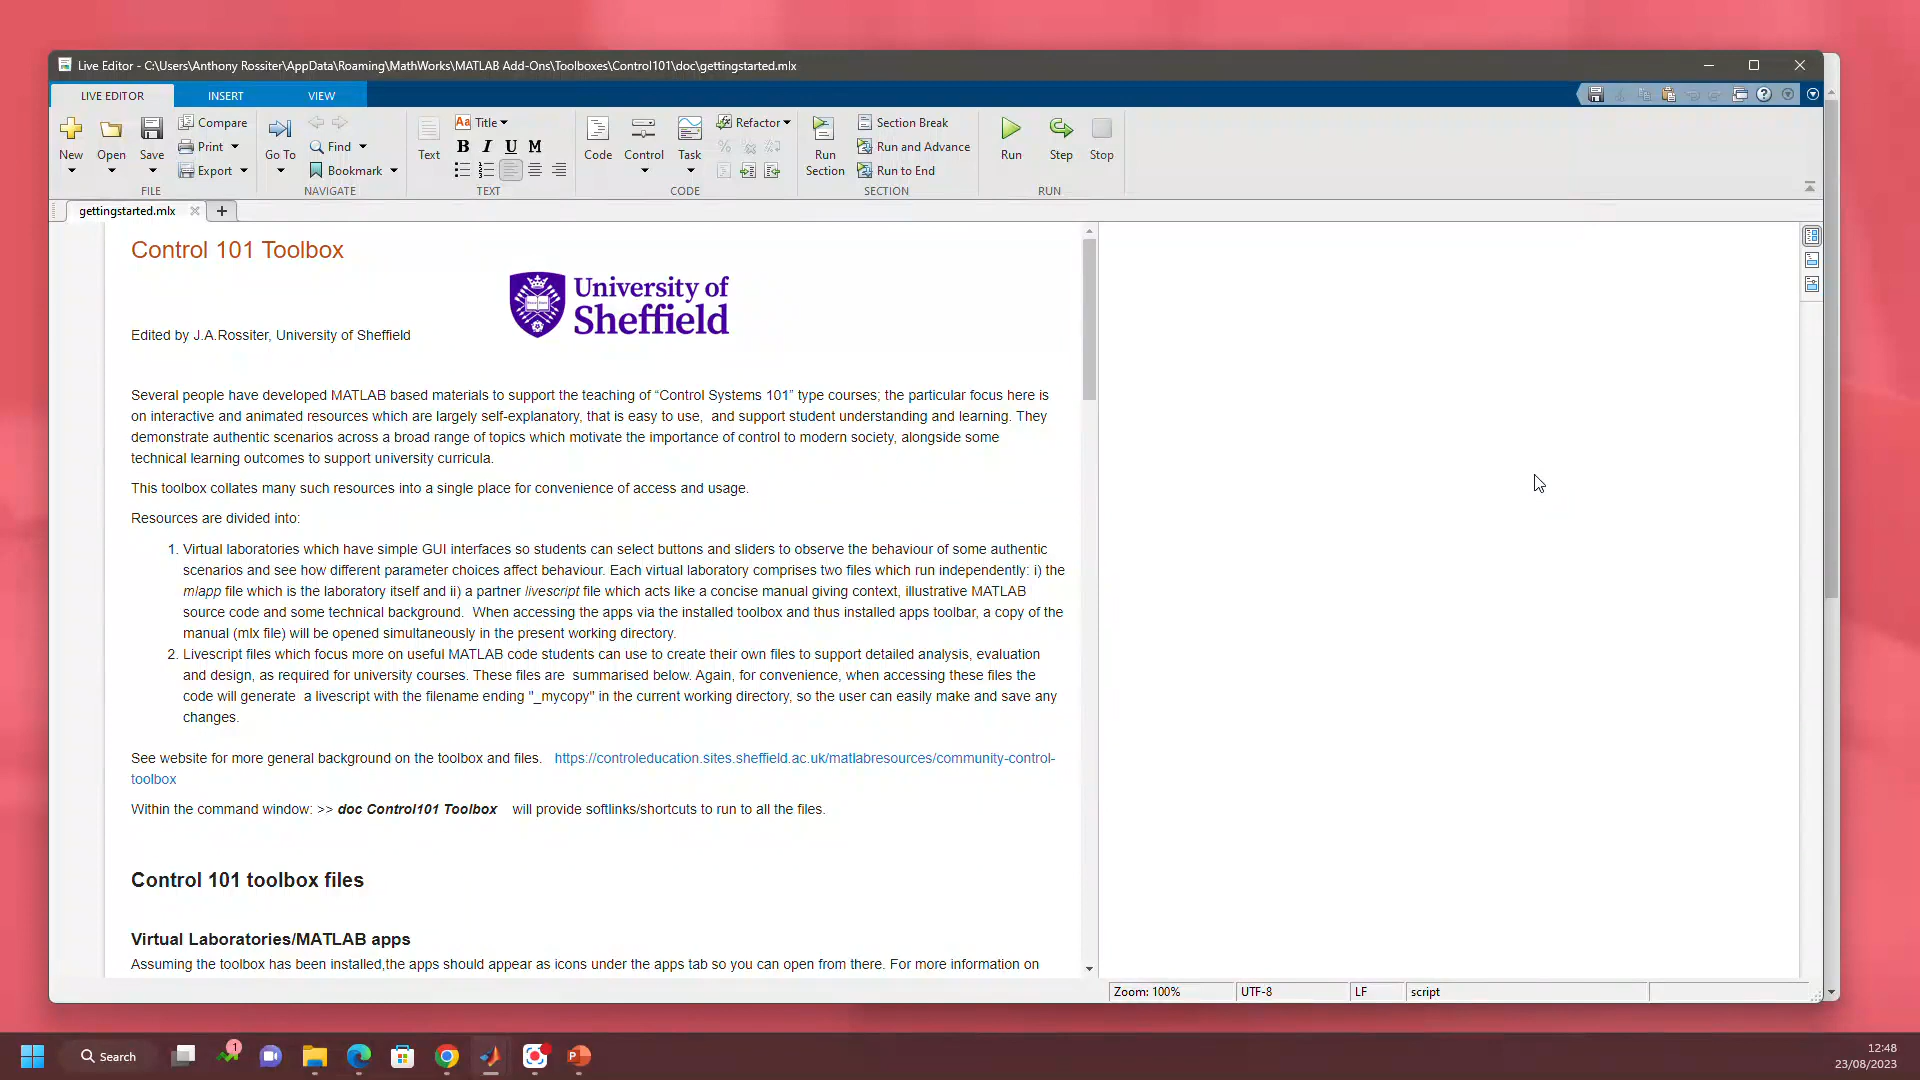 Live Editor - C:\Users\Anthony Rossiter\AppData\Roaming\MathWorks\MATLAB Add-Ons\Toolboxes\Control101\doc\gettingstarted.mlx
LIVE EDITOR INSERT VIEW
New Open Save Compare Print Export
FILE
Go To Find Bookmark
NAVIGATE
Text Aa Title B I U M
TEXT
Code Control Task Refactor
CODE
Run Section Section Break Run and Advance Run to End
SECTION
Run Step Stop
RUN
gettingstarted.mlx
Control 101 Toolbox
University of
Sheffield
Edited by J.A.Rossiter, University of Sheffield
Several people have developed MATLAB based materials to support the teaching of “Control Systems 101” type courses; the particular focus here is
on interactive and animated resources which are largely self-explanatory, that is easy to use, and support student understanding and learning. They
demonstrate authentic scenarios across a broad range of topics which motivate the importance of control to modern society, alongside some
technical learning outcomes to support university curricula.
This toolbox collates many such resources into a single place for convenience of access and usage.
Resources are divided into:
1. Virtual laboratories which have simple GUI interfaces so students can select buttons and sliders to observe the behaviour of some authentic
scenarios and see how different parameter choices affect behaviour. Each virtual laboratory comprises two files which run independently: i) the
mlapp file which is the laboratory itself and ii) a partner livescript file which acts like a concise manual giving context, illustrative MATLAB
source code and some technical background. When accessing the apps via the installed toolbox and thus installed apps toolbar, a copy of the
manual (mlx file) will be opened simultaneously in the present working directory.
2. Livescript files which focus more on useful MATLAB code students can use to create their own files to support detailed analysis, evaluation
and design, as required for university courses. These files are summarised below. Again, for convenience, when accessing these files the
code will generate a livescript with the filename ending "_mycopy" in the current working directory, so the user can easily make and save any
changes.
See website for more general background on the toolbox and files. https://controleducation.sites.sheffield.ac.uk/matlabresources/community-control-
toolbox
Within the command window: >> doc Control101 Toolbox will provide softlinks/shortcuts to run to all the files.
Control 101 toolbox files
Virtual Laboratories/MATLAB apps
Assuming the toolbox has been installed,the apps should appear as icons under the apps tab so you can open from there. For more information on
Zoom: 100% UTF-8 LF script
Search 1
12:48
23/08/2023